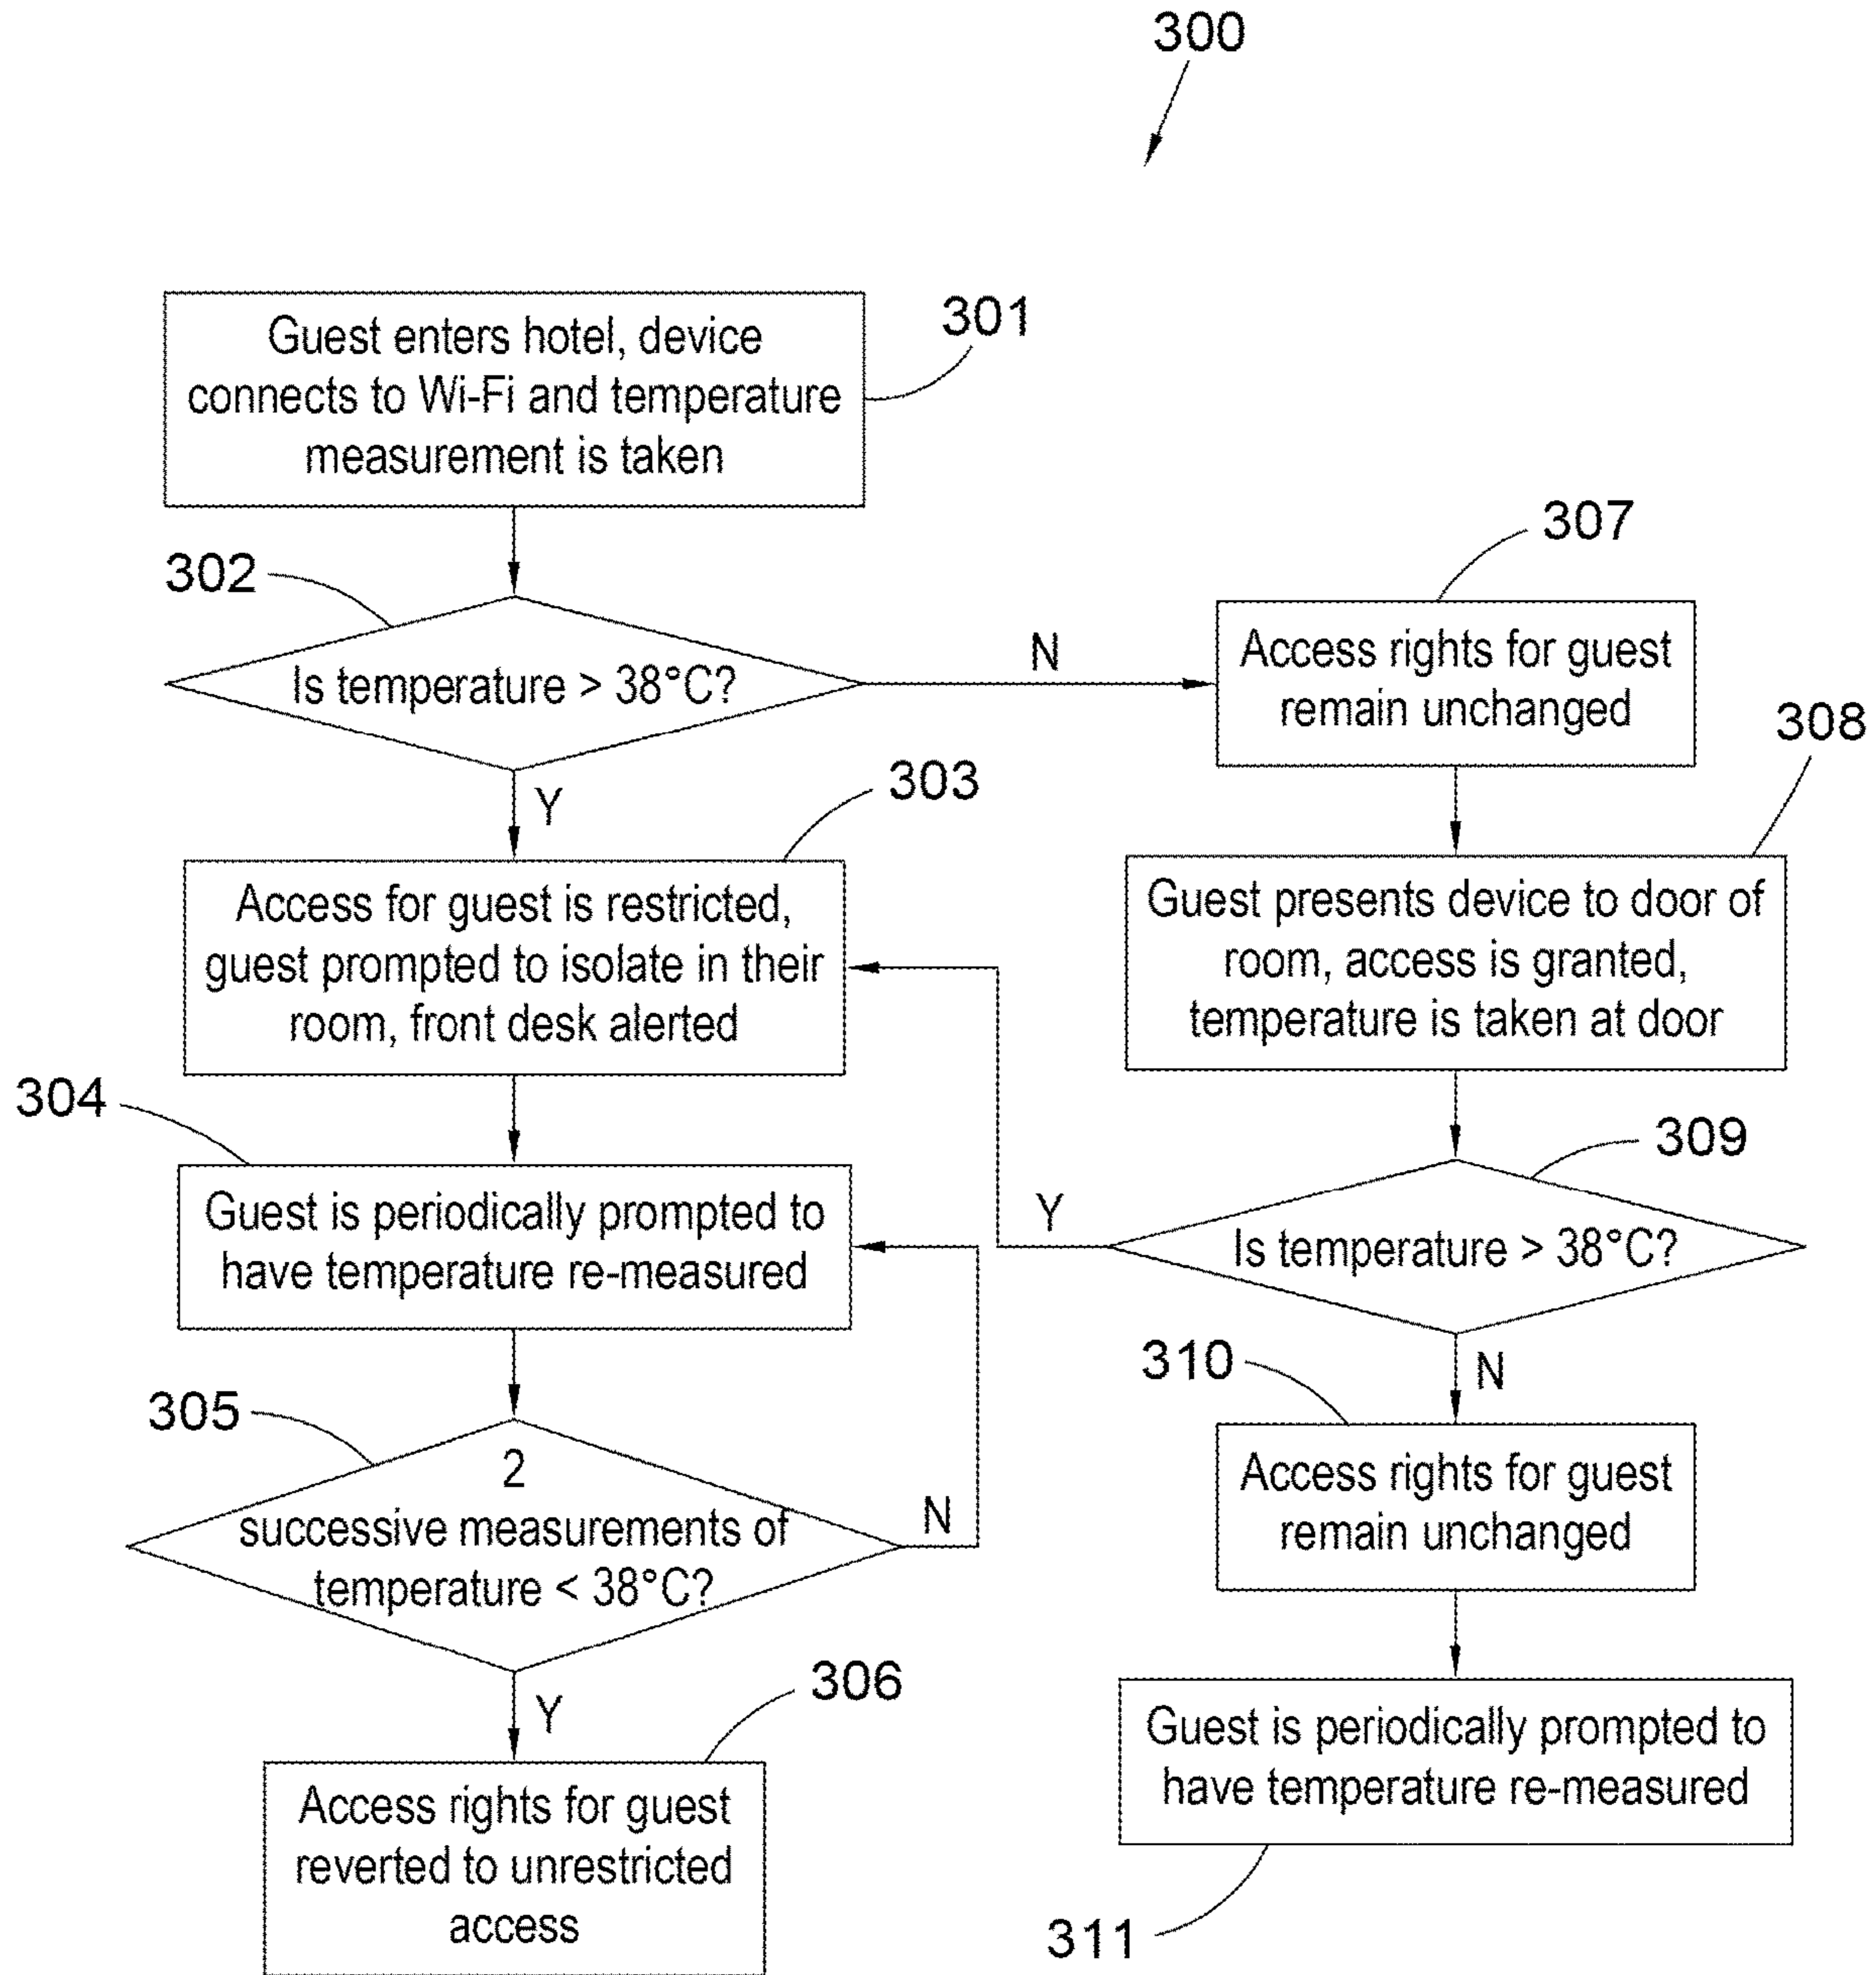 300
301
Guest enters hotel, device
connects to Wi-Fi and temperature
measurement is taken
302
Is temperature > 38°C?
N
Y
303
Access for guest is restricted,
guest prompted to isolate in their
room, front desk alerted
304
Guest is periodically prompted to
have temperature re-measured
305
2
successive measurements of
temperature < 38°C?
N
Y
306
Access rights for guest
reverted to unrestricted
access
307
Access rights for guest
remain unchanged
308
Guest presents device to door of
room, access is granted,
temperature is taken at door
309
Is temperature > 38°C?
Y
N
310
Access rights for guest
remain unchanged
Guest is periodically prompted to
have temperature re-measured
311